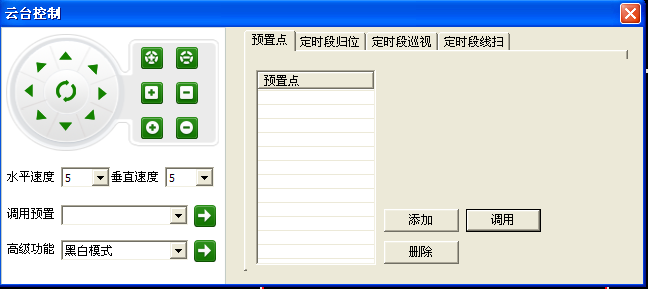 云台控制
预置点 定时段归位 定时段巡视 定时段线扫
预置点
水平速度 5 垂直速度 5
调用预置
添加 调用
高级功能 黑白模式
删除